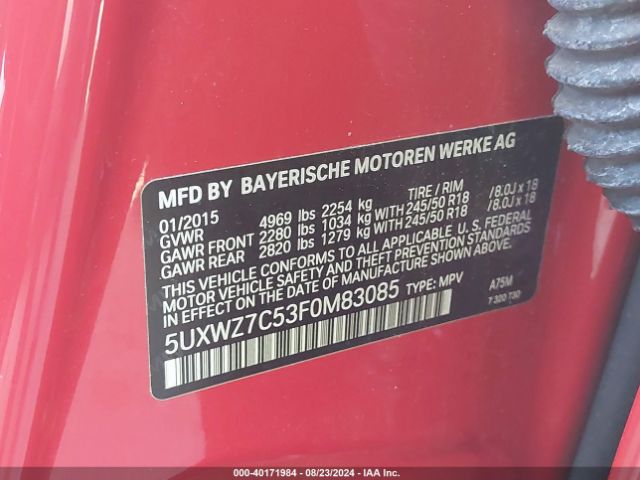 MFD BY BAYERISCHE MOTOREN WERKE AG
01/2015 TIRE / RIM
GVWR 4969 lbs 2254 kg
GAWR FRONT 2280 lbs 1034 kg WITH 245/50 R18 /8.0J x 18
GAWR REAR 2820 lbs 1279 kg WITH 245/50 R18 /8.0J x 18
THIS VEHICLE CONFORMS TO ALL APPLICABLE U. S. FEDERAL
MOTOR VEHICLE SAFETY AND THEFT PREVENTION STANDARDS
IN EFFECT ON THE DATE OF MANUFACTURE SHOWN ABOVE.
5UXWZ7C53F0M83085 TYPE: MPV A75M
T 320 T30
000-40171984 - 08/23/2024 - IAA Inc.